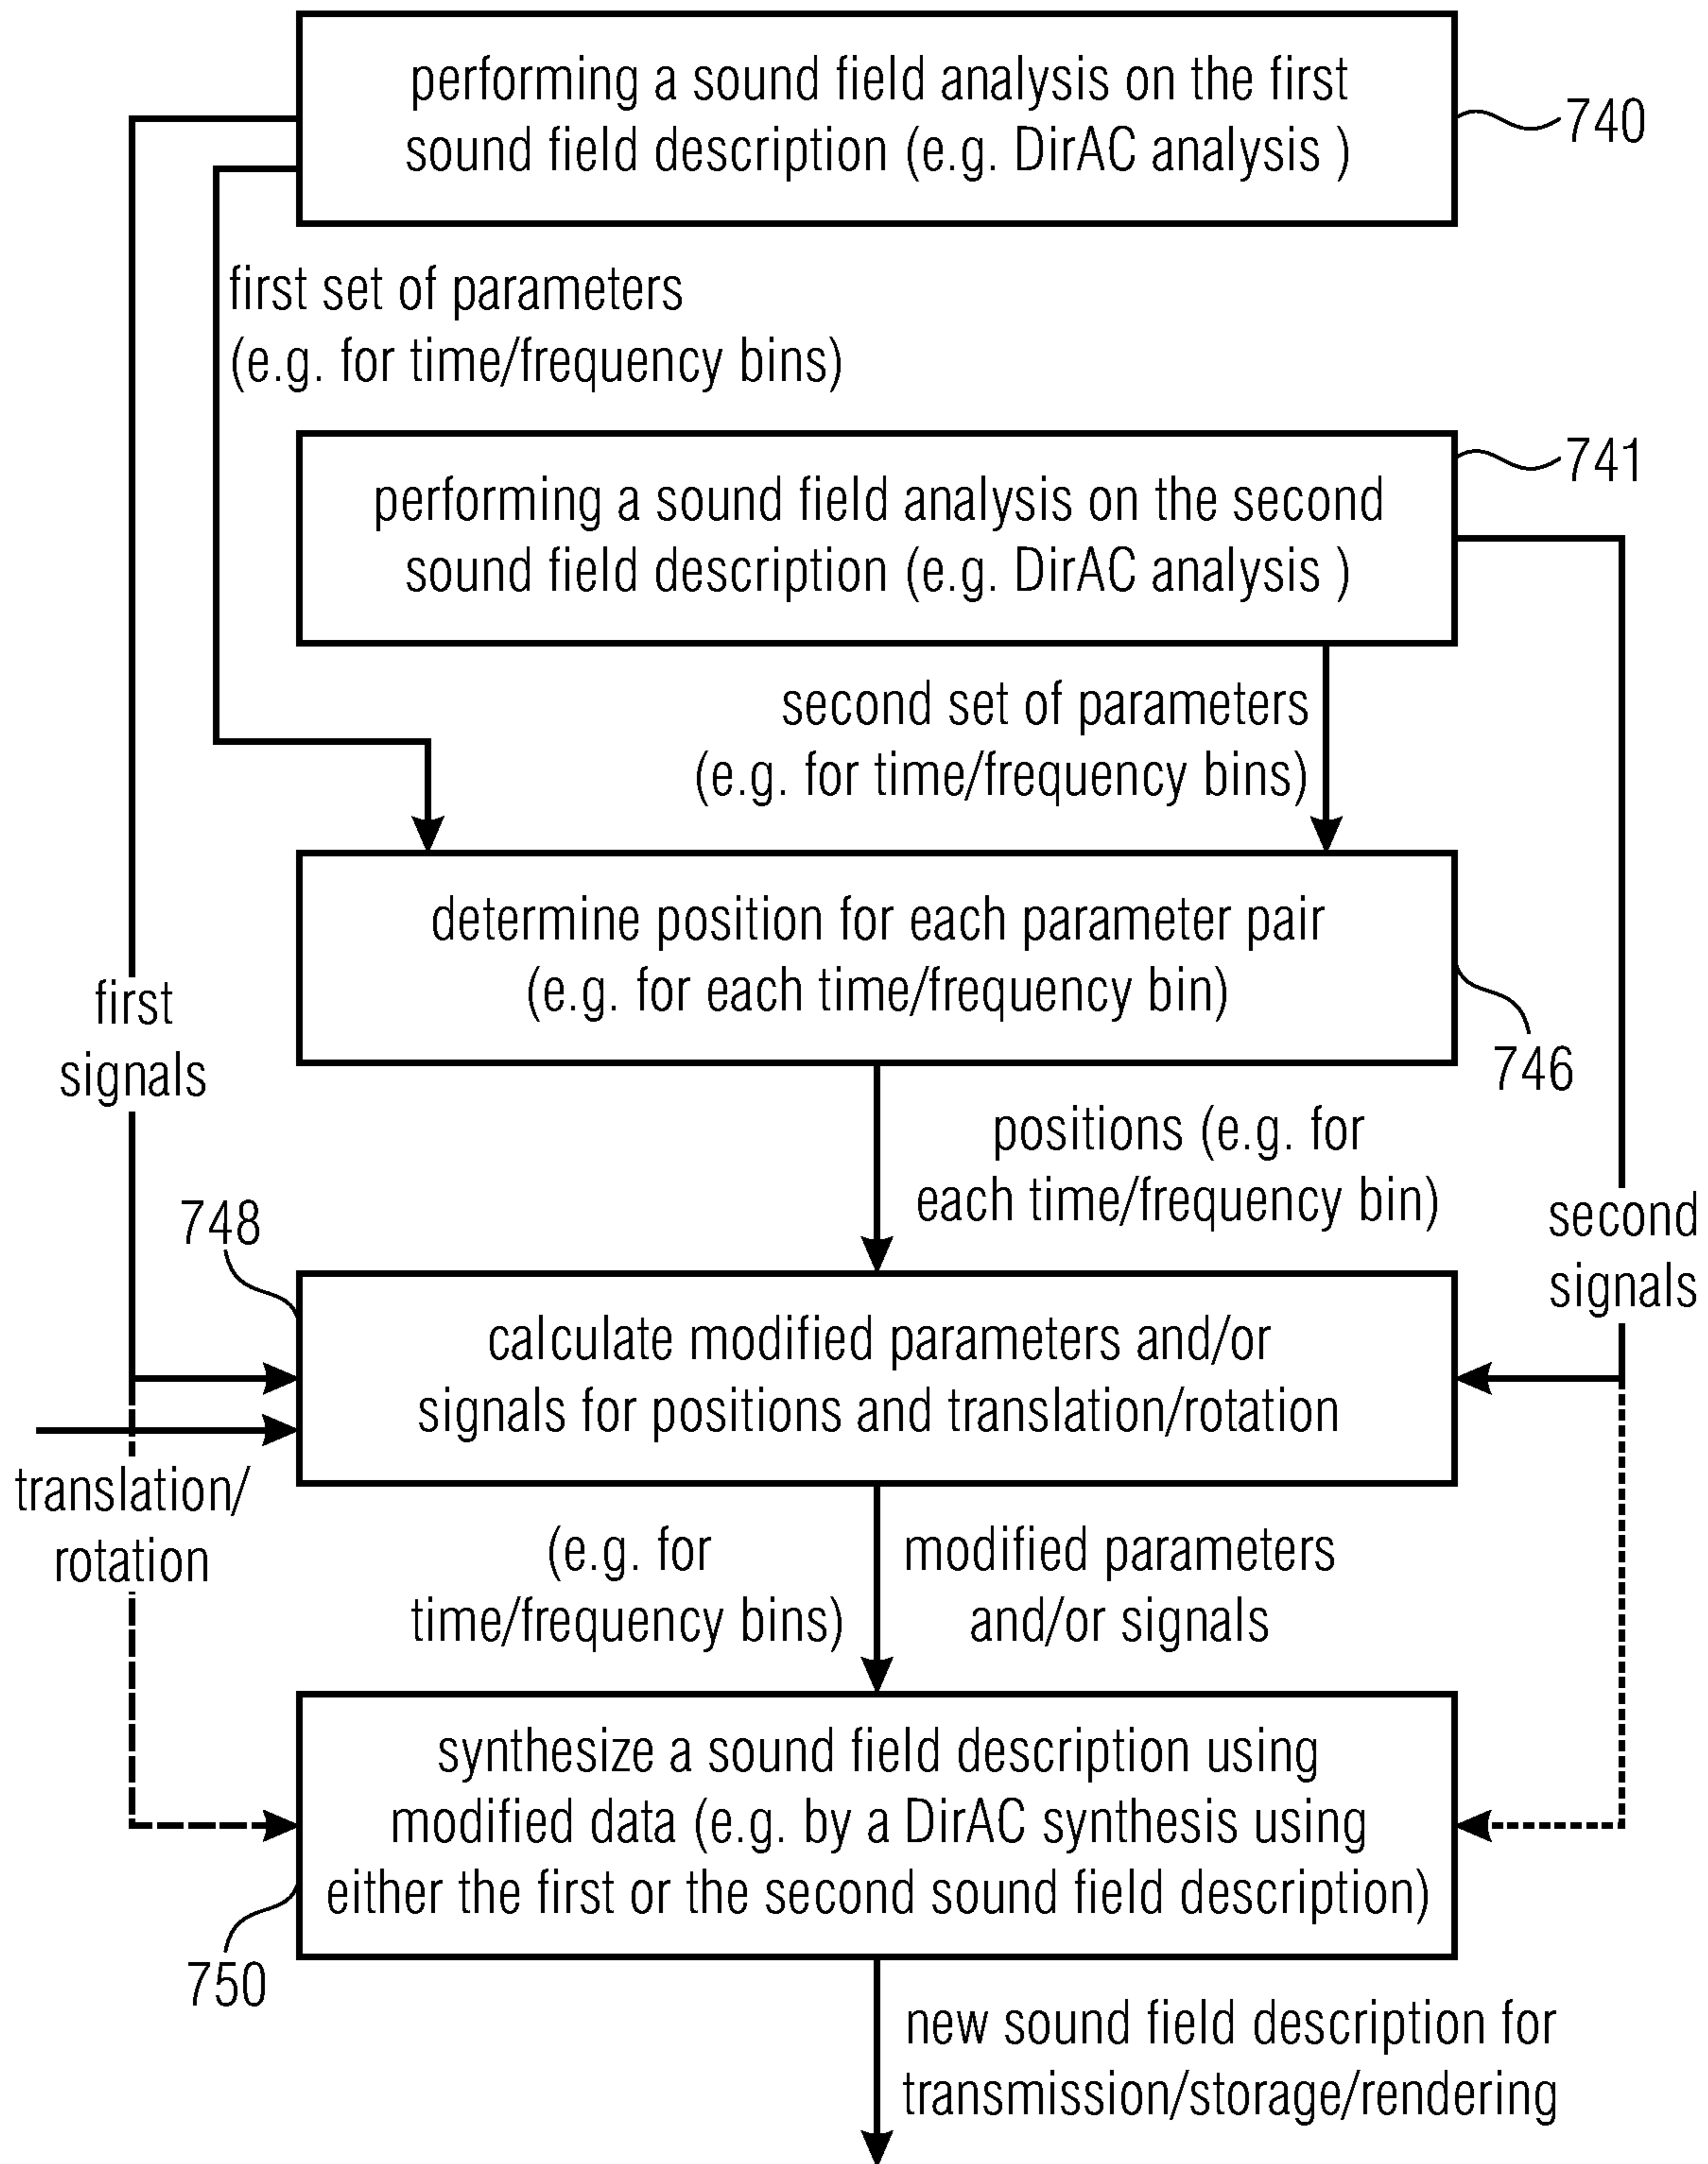 performing a sound field analysis on the first
sound field description (e.g. DirAC analysis )
740
first set of parameters
(e.g. for time/frequency bins)
741
performing a sound field analysis on the second
sound field description (e.g. DirAC analysis )
second set of parameters
(e.g. for time/frequency bins)
determine position for each parameter pair
(e.g. for each time/frequency bin)
746
first
signals
positions (e.g. for
each time/frequency bin)
748
second
signals
calculate modified parameters and/or
signals for positions and translation/rotation
translation/
rotation
(e.g. for
time/frequency bins)
modified parameters
and/or signals
synthesize a sound field description using
modified data (e.g. by a DirAC synthesis using
either the first or the second sound field description)
750
new sound field description for
transmission/storage/rendering